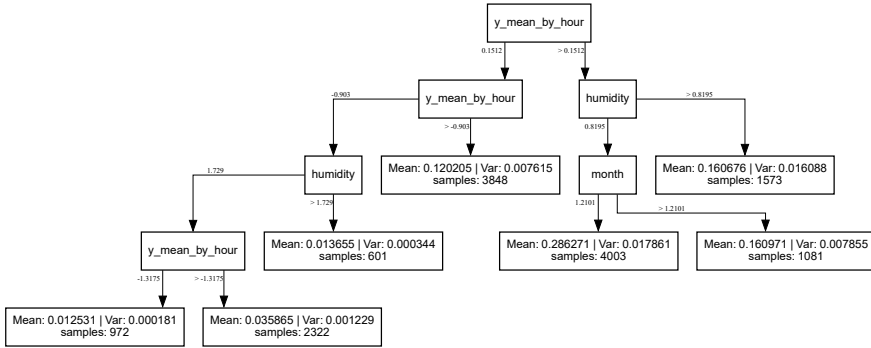 y_mean_by_hour
0.1512
> 0.1512
y_mean_by_hour
humidity
-0.903
> -0.903
0.8195
> 0.8195
humidity
Mean: 0.120205 | Var: 0.007615
samples: 3848
month
Mean: 0.160676 | Var: 0.016088
samples: 1573
1.729
> 1.729
1.2101
> 1.2101
y_mean_by_hour
Mean: 0.013655 | Var: 0.000344
samples: 601
Mean: 0.286271 | Var: 0.017861
samples: 4003
Mean: 0.160971 | Var: 0.007855
samples: 1081
-1.3175
> -1.3175
Mean: 0.012531 | Var: 0.000181
samples: 972
Mean: 0.035865 | Var: 0.001229
samples: 2322